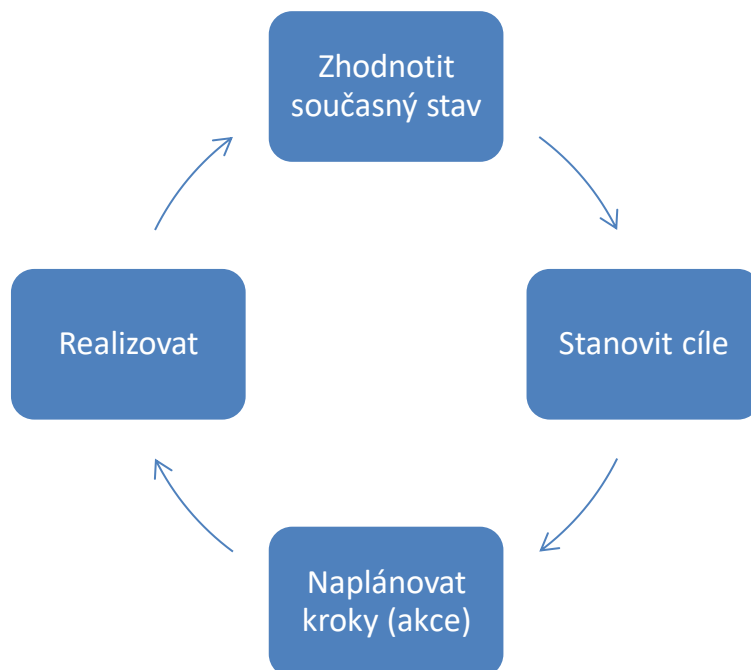 Zhodnotit
současný stav
Realizovat
Stanovit cíle
Naplánovat
kroky (akce)